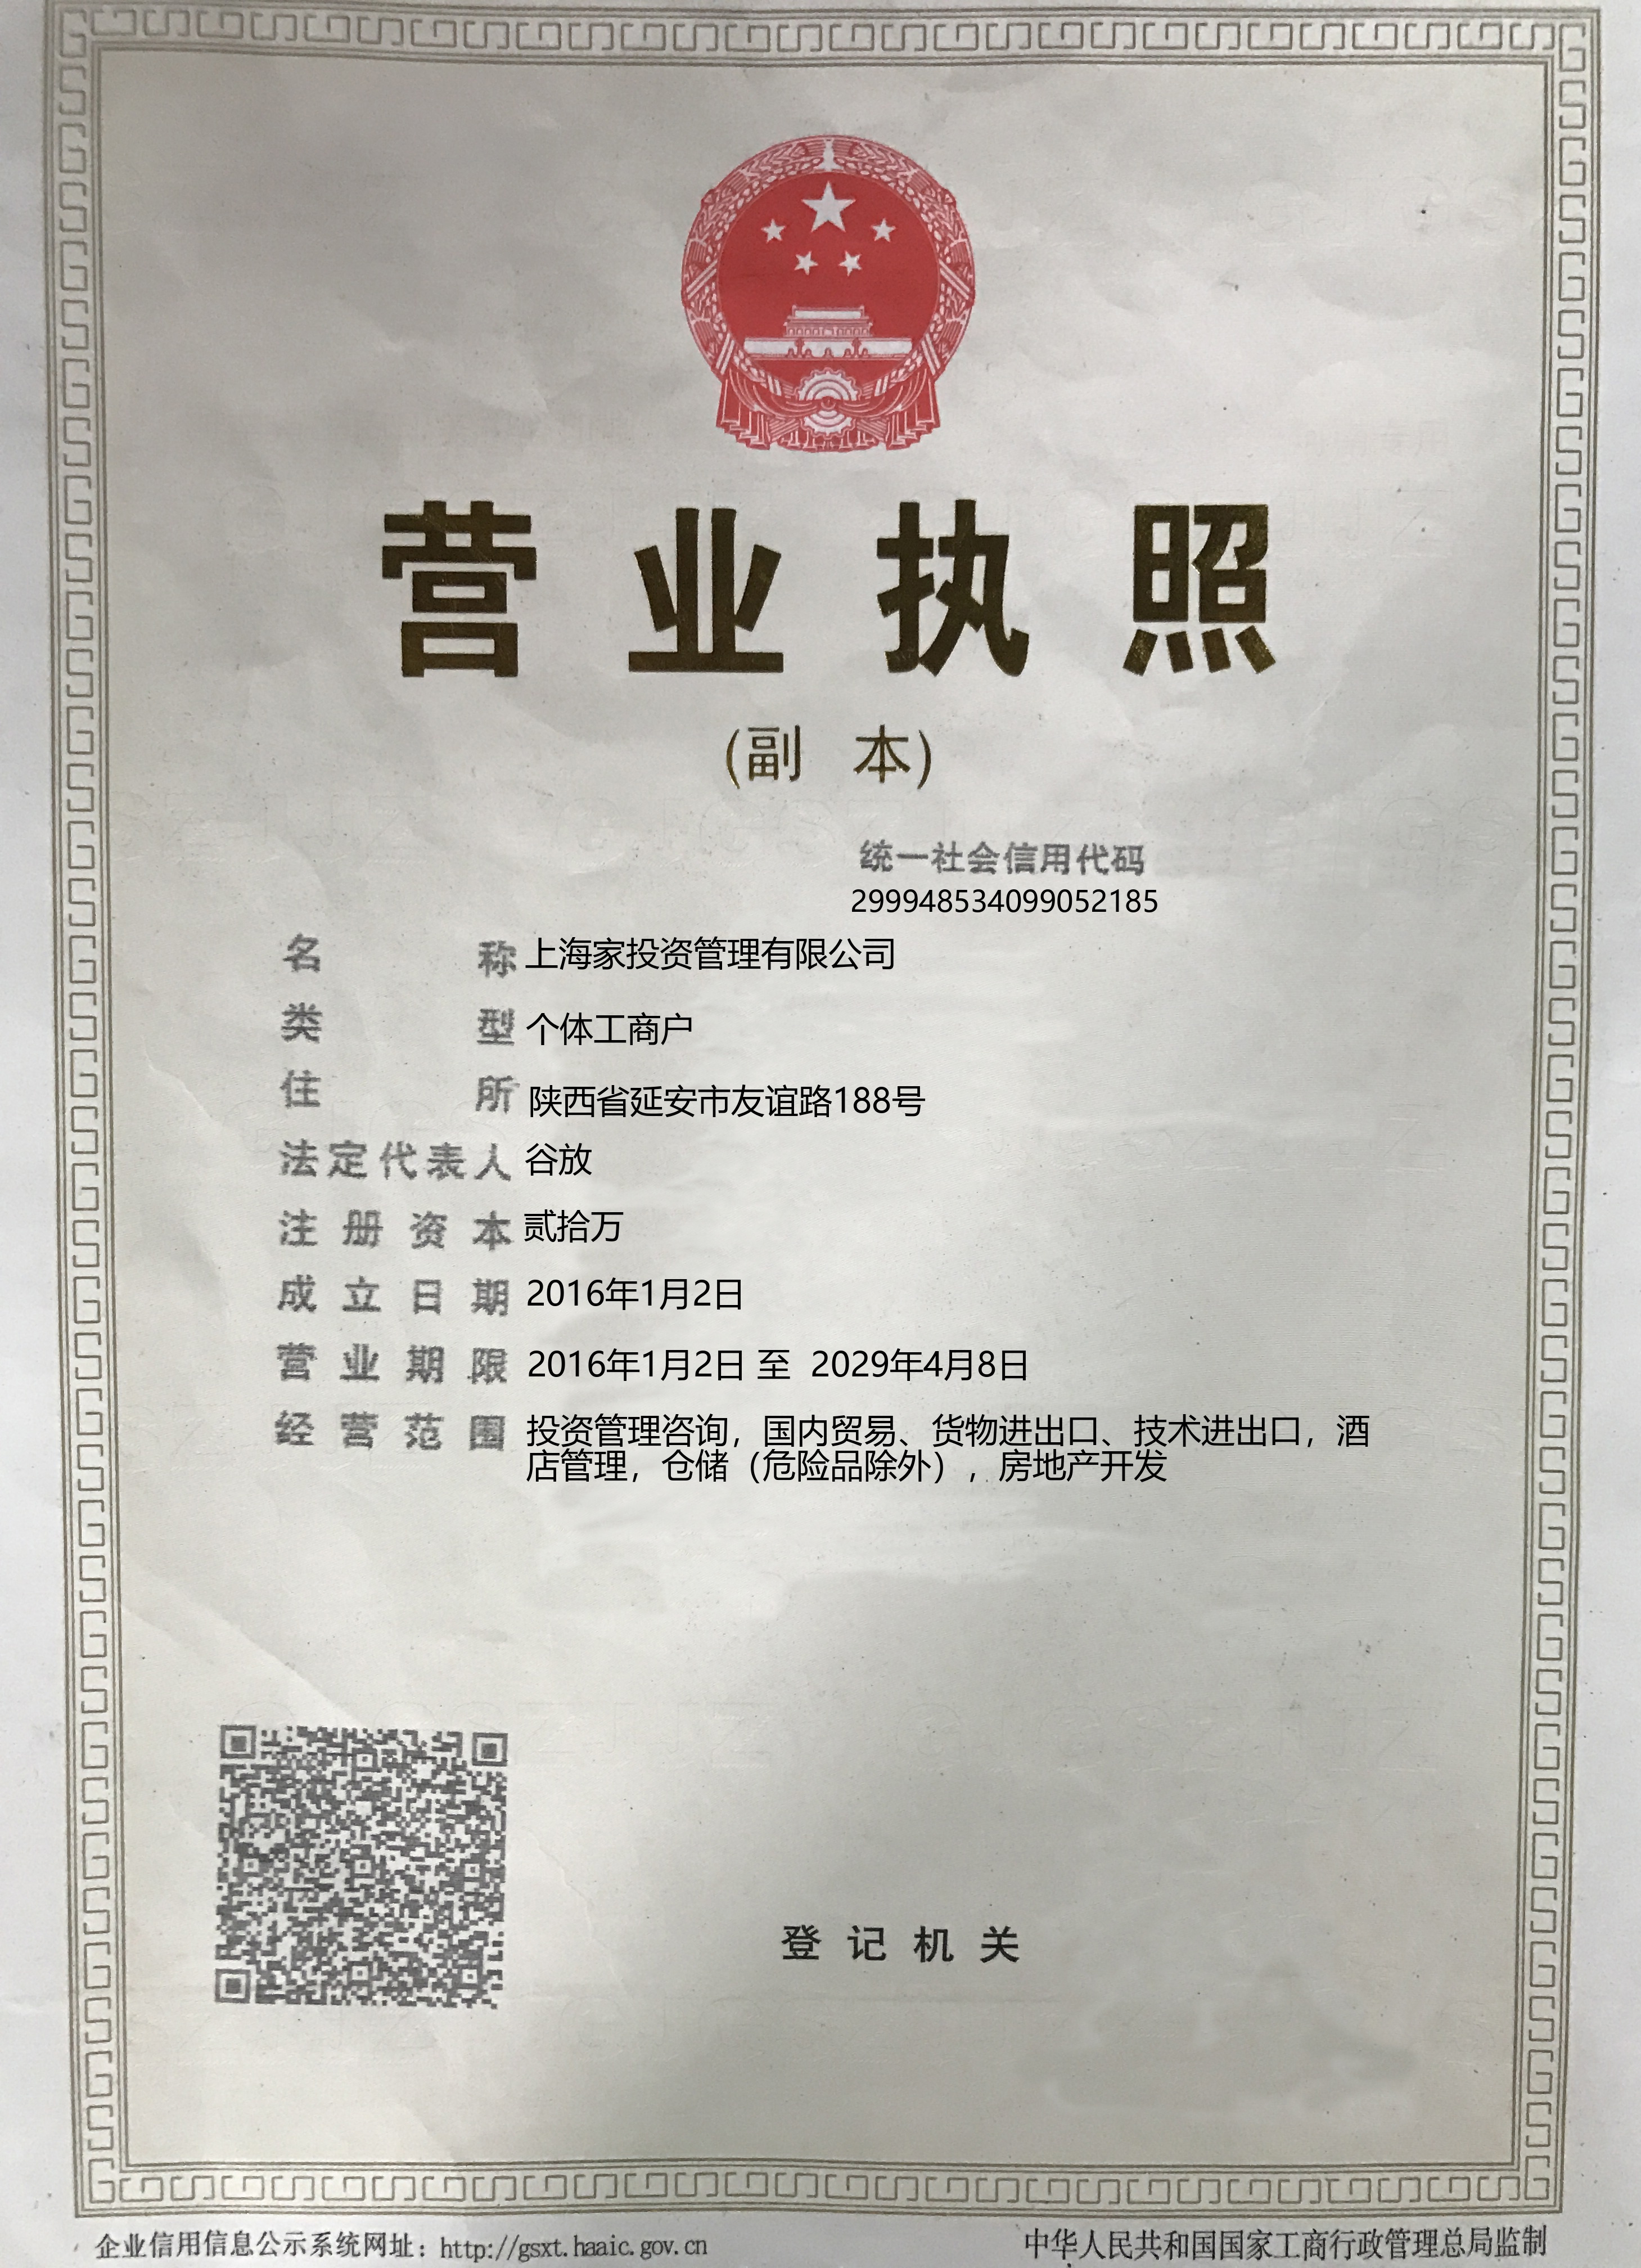 营业执照
(副 本)
统一社会信用代码
299948534099052185
名 称 上海家投资管理有限公司
类 型 个体工商户
住 所 陕西省延安市友谊路188号
法定代表人 谷放
注册资本 贰拾万
成立日期 2016年1月2日
营业期限 2016年1月2日 至 2029年4月8日
经营范围 投资管理咨询，国内贸易、货物进出口、技术进出口，酒
店管理，仓储（危险品除外），房地产开发
登记机关
企业信用信息公示系统网址：http://gsxt.haaic.gov.cn
中华人民共和国国家工商行政管理总局监制